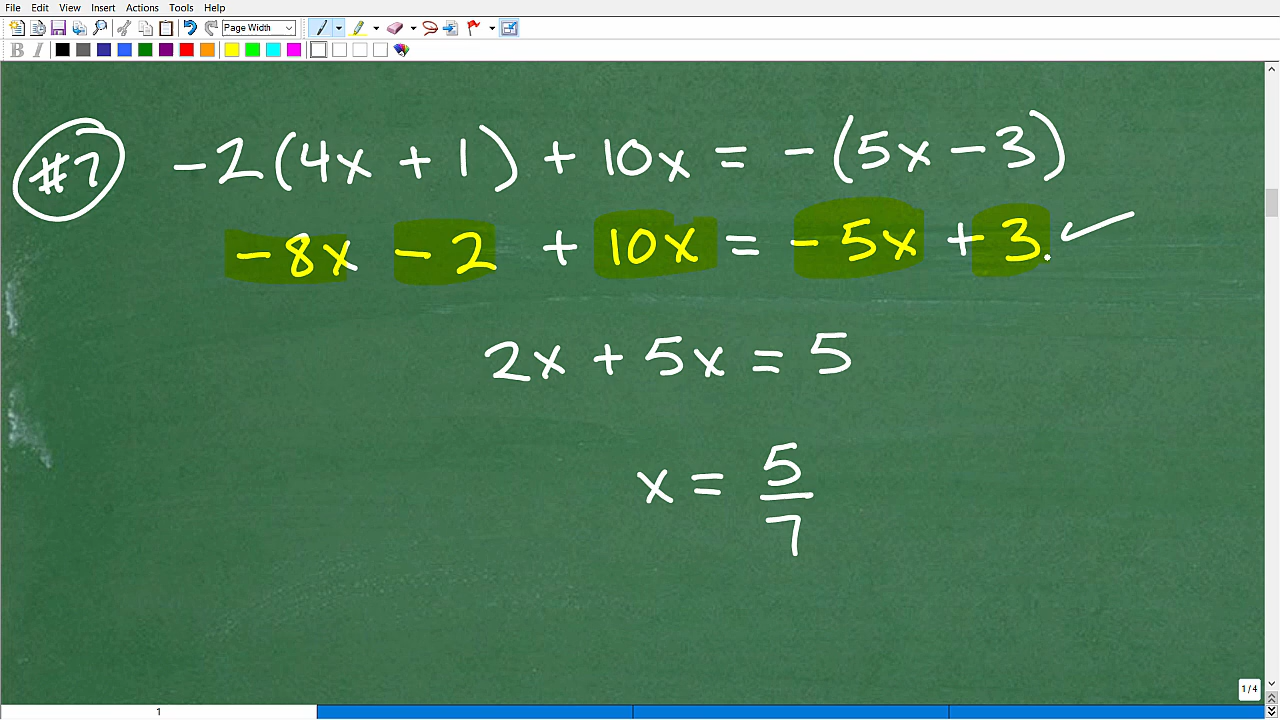 File Edit View Insert Actions Tools Help
Page Width
B I
#7 -2(4x + 1) + 10x = -(5x - 3)
-8x - 2 + 10x = -5x + 3
2x + 5x = 5
x = 5/7
1/4
1